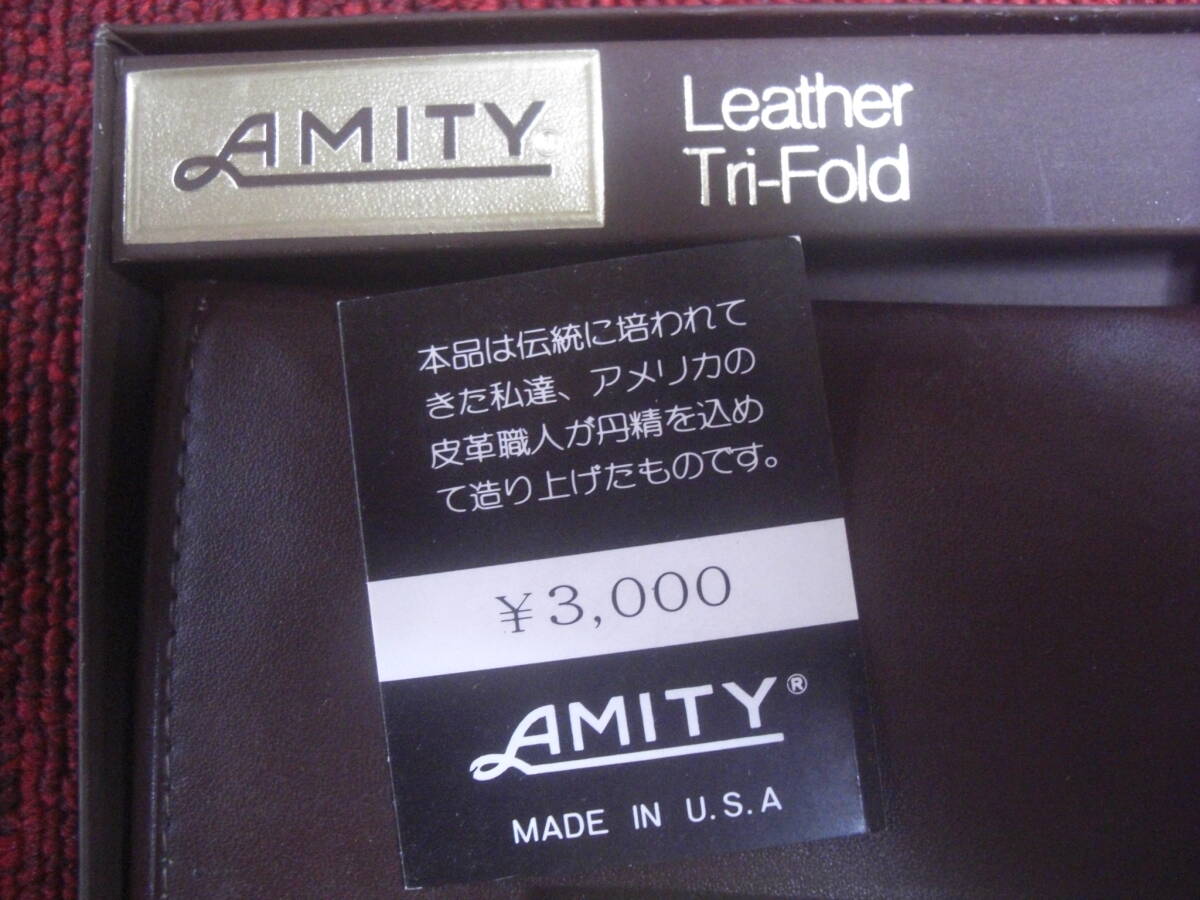 AMITY
Leather
Tri-Fold
本品は伝統に培われて
きた私達、アメリカの
皮革職人が丹精を込め
て造り上げたものです。
¥3,000
AMITY®
MADE IN U.S.A